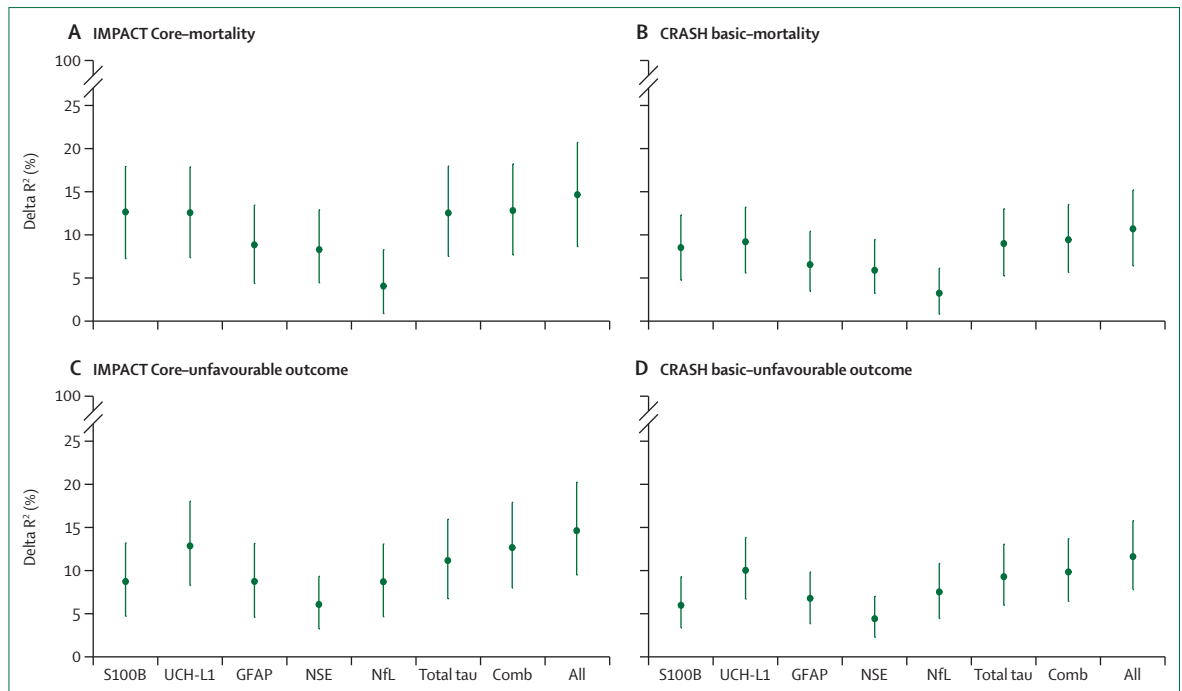 A IMPACT Core–mortality
B CRASH basic–mortality
100
25
20
15
10
5
0
Delta R² (%)
C IMPACT Core–unfavourable outcome
D CRASH basic–unfavourable outcome
100
25
20
15
10
5
0
Delta R² (%)
S100B UCH-L1 GFAP NSE NfL Total tau Comb All
S100B UCH-L1 GFAP NSE NfL Total tau Comb All